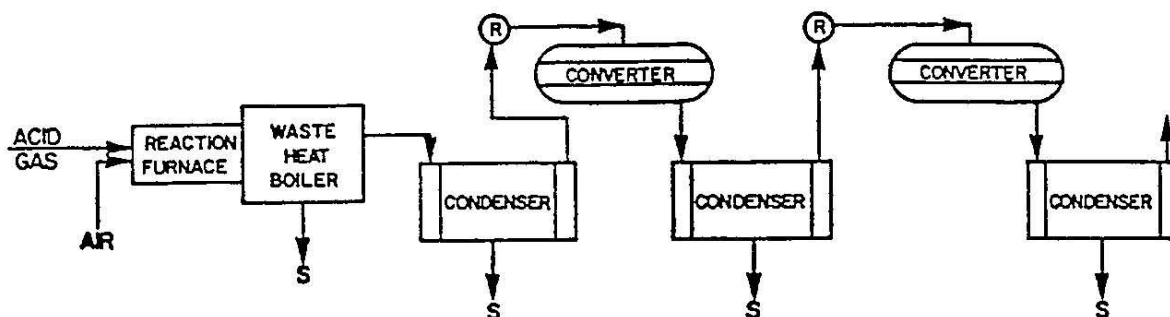 R
R
CONVERTER
CONVERTER
ACID
GAS
REACTION
FURNACE
WASTE
HEAT
BOILER
CONDENSER
CONDENSER
CONDENSER
AIR
S
S
S
S